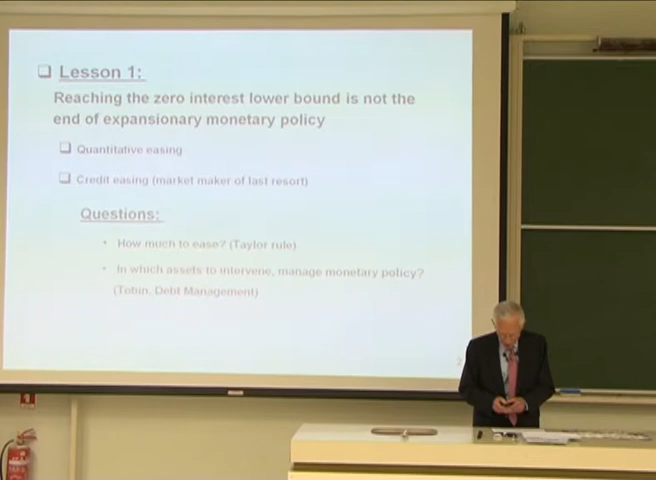 Lesson 1:
Reaching the zero interest lower bound is not the
end of expansionary monetary policy
Quantitative easing
Credit easing (market maker of last resort)
Questions:
• How much to ease? (Taylor rule)
• In which assets to intervene, manage monetary policy?
(Tobin, Debt Management)
2